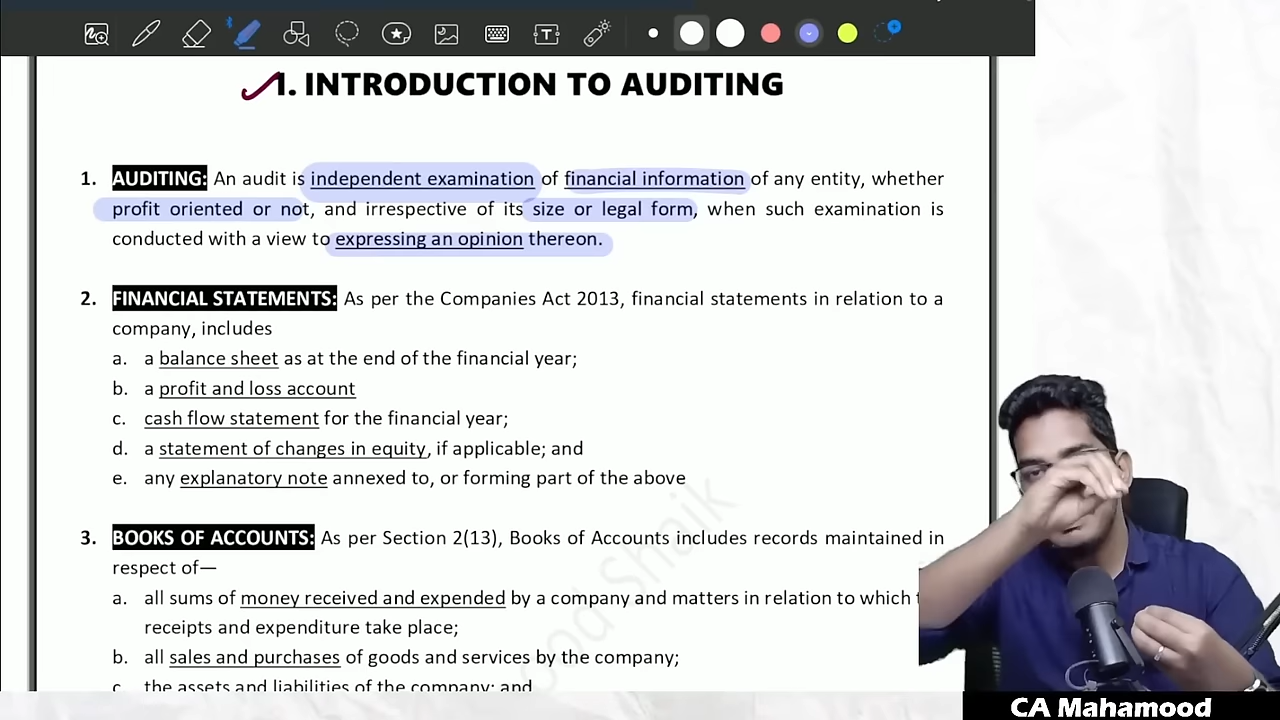 1. INTRODUCTION TO AUDITING
1. AUDITING: An audit is independent examination of financial information of any entity, whether
profit oriented or not, and irrespective of its size or legal form, when such examination is
conducted with a view to expressing an opinion thereon.
2. FINANCIAL STATEMENTS: As per the Companies Act 2013, financial statements in relation to a
company, includes
a. a balance sheet as at the end of the financial year;
b. a profit and loss account
c. cash flow statement for the financial year;
d. a statement of changes in equity, if applicable; and
e. any explanatory note annexed to, or forming part of the above
3. BOOKS OF ACCOUNTS: As per Section 2(13), Books of Accounts includes records maintained in
respect of—
a. all sums of money received and expended by a company and matters in relation to which
receipts and expenditure take place;
b. all sales and purchases of goods and services by the company;
c. the assets and liabilities of the company; and
Shaik
CA Mahamood